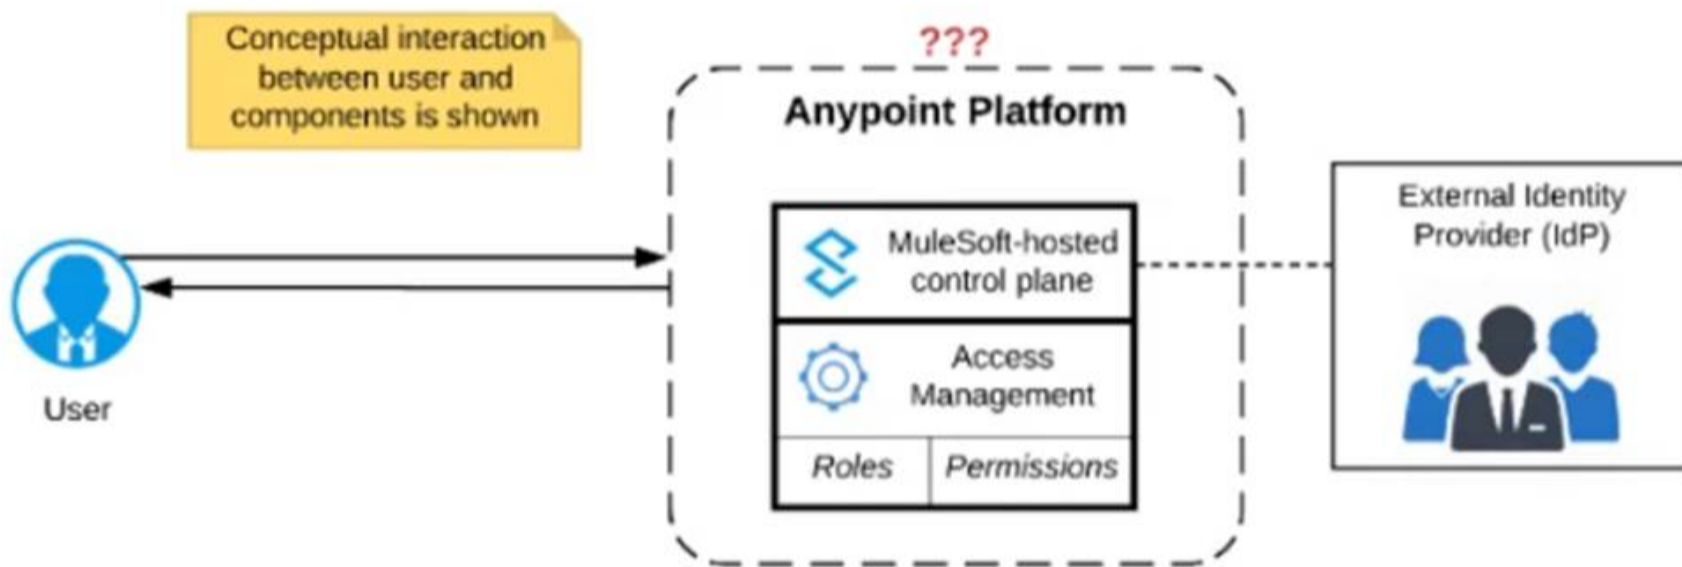 Conceptual interaction
between user and
components is shown
???
Anypoint Platform
MuleSoft-hosted
control plane
Access
Management
Roles
Permissions
User
External Identity
Provider (IdP)